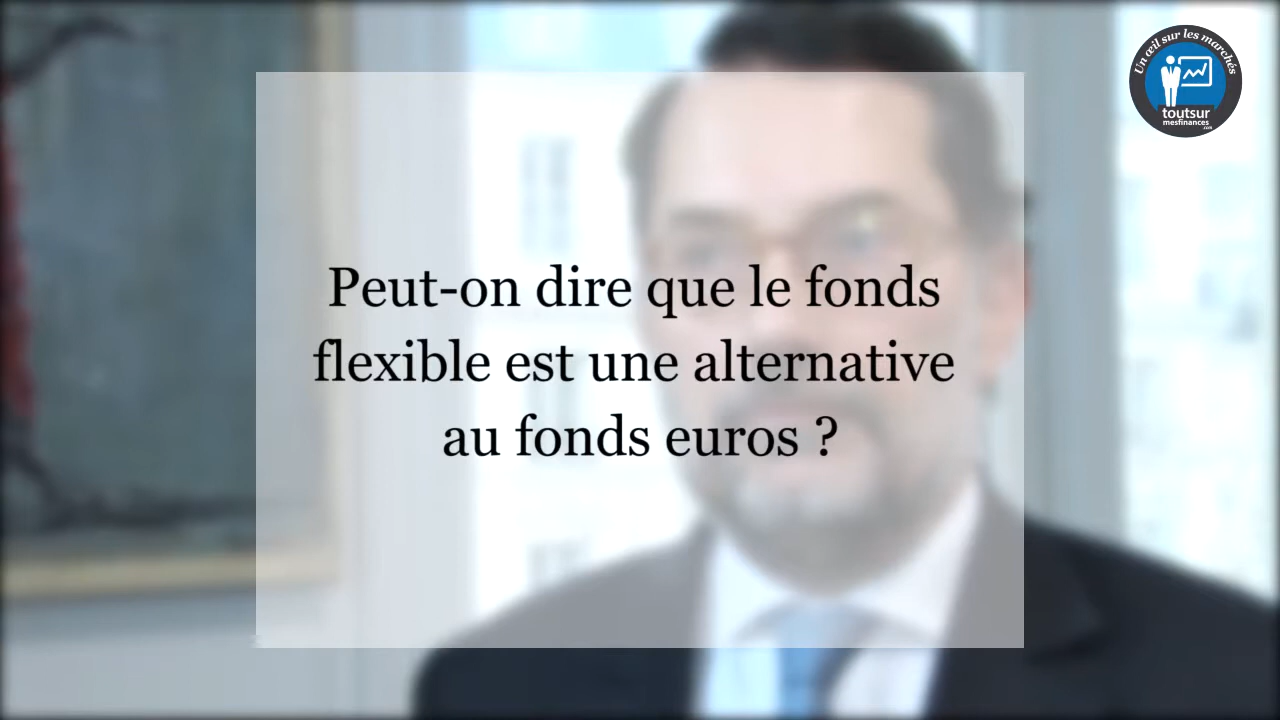 Un œil sur les marchés
toutsur
mesfinances
.com
Peut-on dire que le fonds
flexible est une alternative
au fonds euros ?